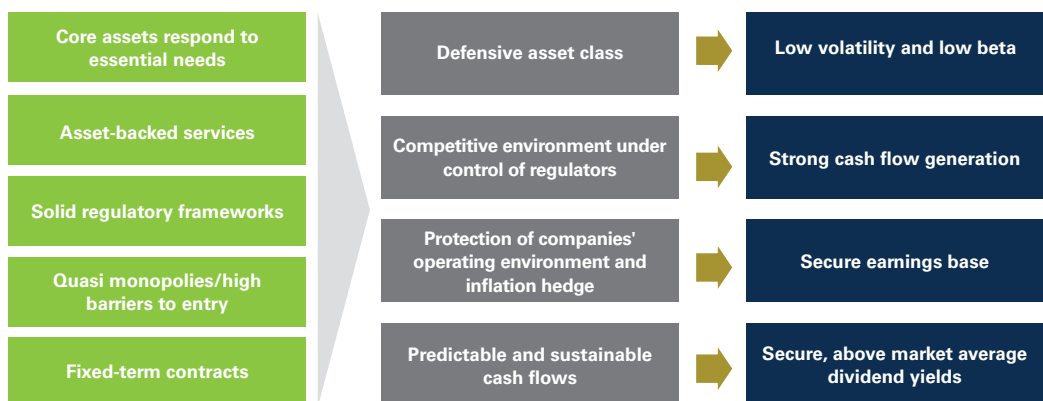 Core assets respond to
essential needs
Asset-backed services
Solid regulatory frameworks
Quasi monopolies/high
barriers to entry
Fixed-term contracts
Defensive asset class
Competitive environment under
control of regulators
Protection of companies'
operating environment and
inflation hedge
Predictable and sustainable
cash flows
Low volatility and low beta
Strong cash flow generation
Secure earnings base
Secure, above market average
dividend yields